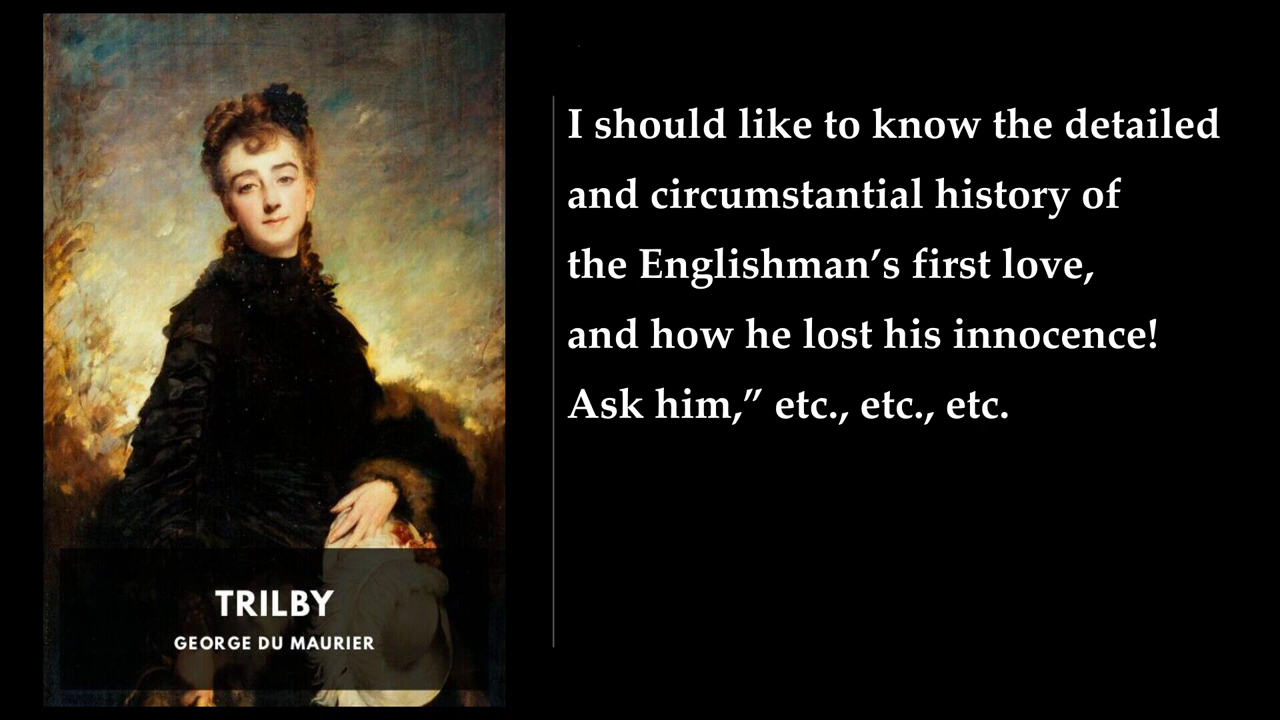 TRILBY
GEORGE DU MAURIER
I should like to know the detailed
and circumstantial history of
the Englishman’s first love,
and how he lost his innocence!
Ask him,” etc., etc., etc.